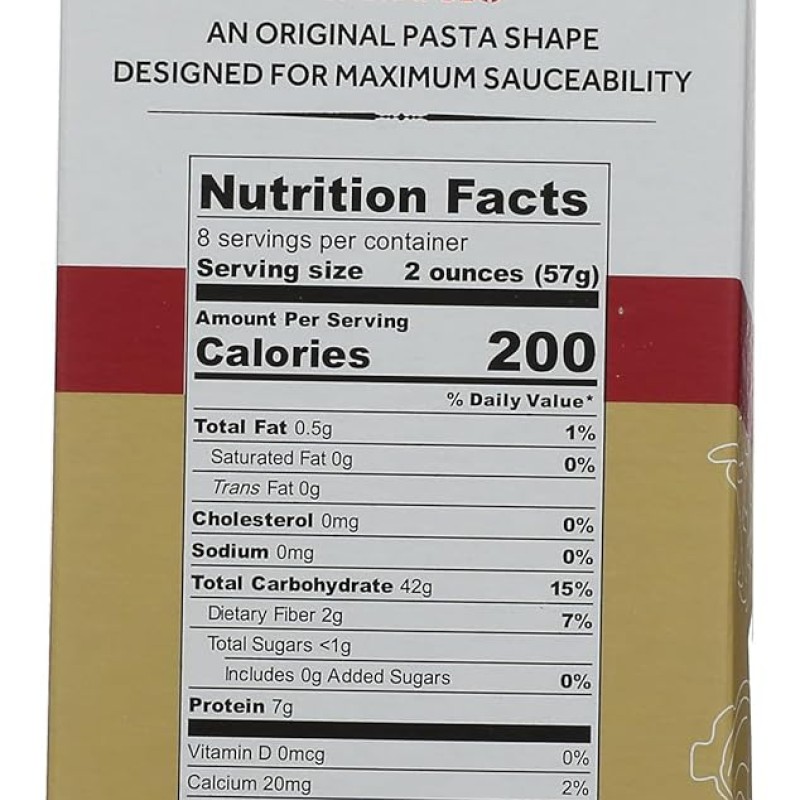 AN ORIGINAL PASTA SHAPE
DESIGNED FOR MAXIMUM SAUCEABILITY
Nutrition Facts
8 servings per container
Serving size 2 ounces (57g)
Amount Per Serving
Calories 200
% Daily Value*
Total Fat 0.5g 1%
Saturated Fat 0g 0%
Trans Fat 0g
Cholesterol 0mg 0%
Sodium 0mg 0%
Total Carbohydrate 42g 15%
Dietary Fiber 2g 7%
Total Sugars <1g
Includes 0g Added Sugars 0%
Protein 7g
Vitamin D 0mcg 0%
Calcium 20mg 2%